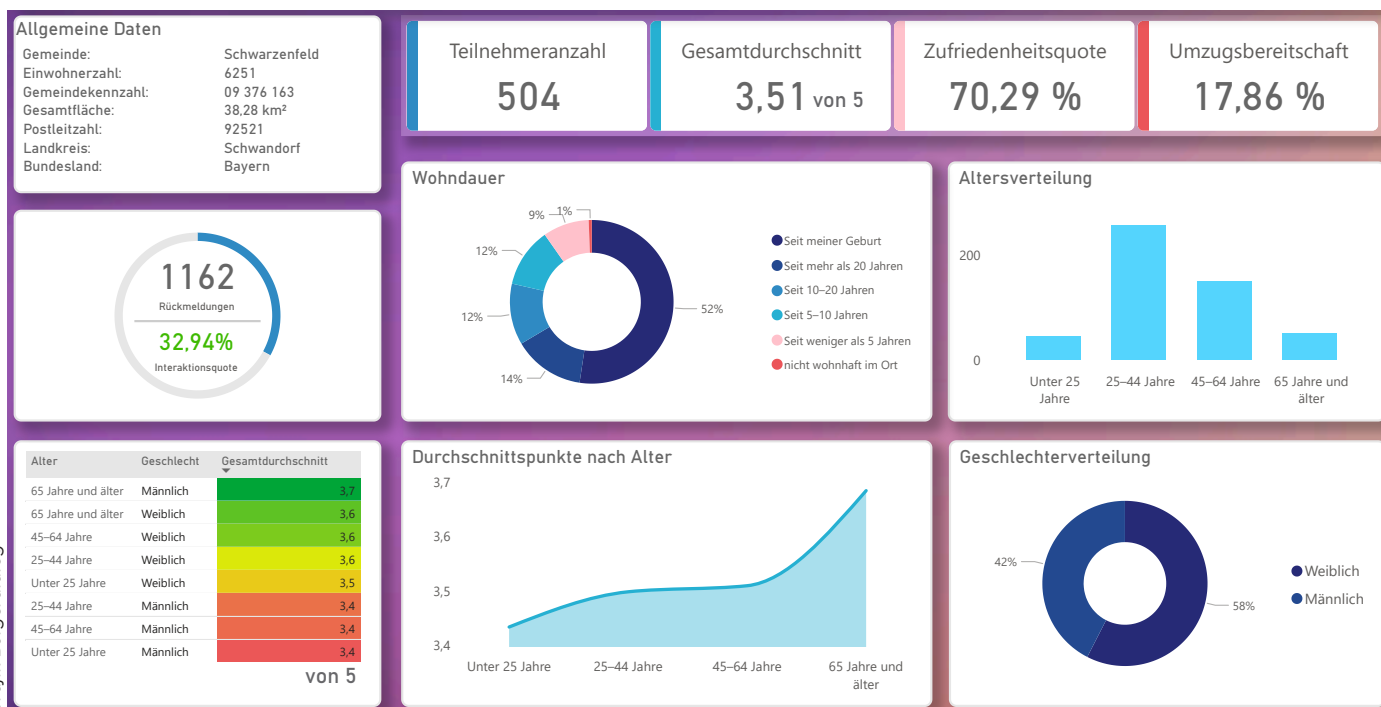 Allgemeine Daten
Gemeinde: Schwarzenfeld
Einwohnerzahl: 6251
Gemeindekennzahl: 09 376 163
Gesamtfläche: 38,28 km²
Postleitzahl: 92521
Landkreis: Schwandorf
Bundesland: Bayern
Teilnehmeranzahl
504
Gesamtdurchschnitt
3,51 von 5
Zufriedenheitsquote
70,29 %
Umzugsbereitschaft
17,86 %
1162
Rückmeldungen
32,94%
Interaktionsquote
Wohndauer
52%
14%
12%
12%
9%
1%
Seit meiner Geburt
Seit mehr als 20 Jahren
Seit 10–20 Jahren
Seit 5–10 Jahren
Seit weniger als 5 Jahren
nicht wohnhaft im Ort
Altersverteilung
200
0
Unter 25
Jahre
25–44 Jahre
45–64 Jahre
65 Jahre und
älter
Alter Geschlecht Gesamtdurchschnitt
65 Jahre und älter Männlich 3,7
65 Jahre und älter Weiblich 3,6
45–64 Jahre Weiblich 3,6
25–44 Jahre Weiblich 3,6
Unter 25 Jahre Weiblich 3,5
25–44 Jahre Männlich 3,4
45–64 Jahre Männlich 3,4
Unter 25 Jahre Männlich 3,4
von 5
Durchschnittspunkte nach Alter
3,7
3,6
3,5
3,4
Unter 25 Jahre
25–44 Jahre
45–64 Jahre
65 Jahre und
älter
Geschlechterverteilung
42%
58%
Weiblich
Männlich